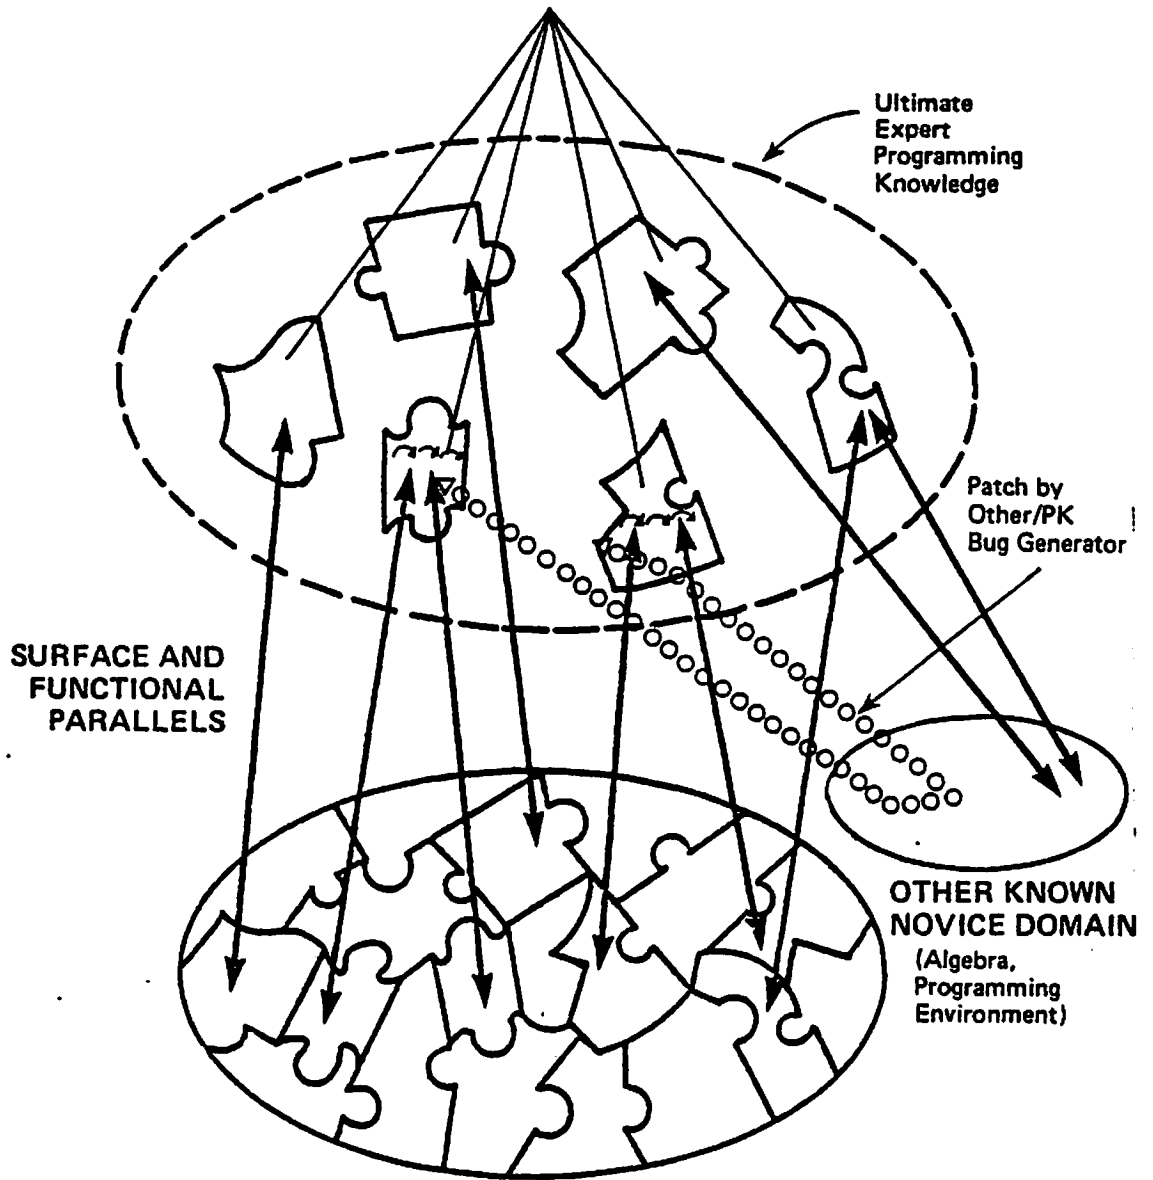 Ultimate
Expert
Programming
Knowledge
Patch by
Other/PK
Bug Generator
SURFACE AND
FUNCTIONAL
PARALLELS
OTHER KNOWN
NOVICE DOMAIN
(Algebra,
Programming
Environment)